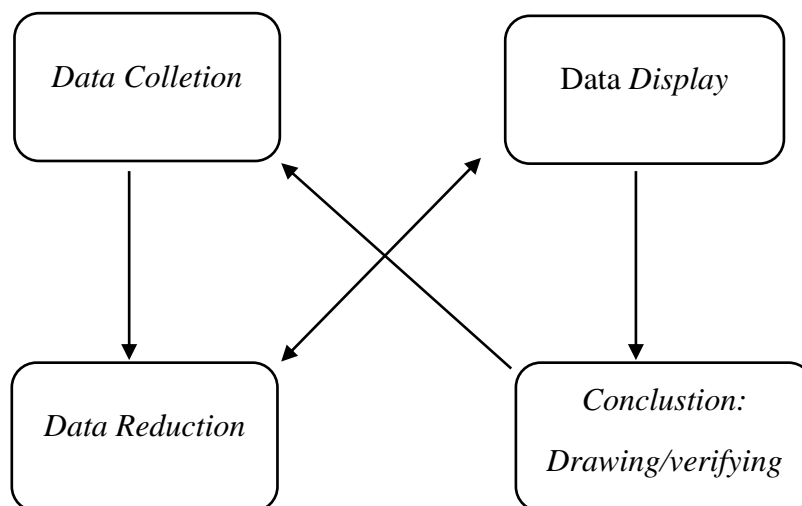 Data Colletion
Data Display
Data Reduction
Conclustion:
Drawing/verifying